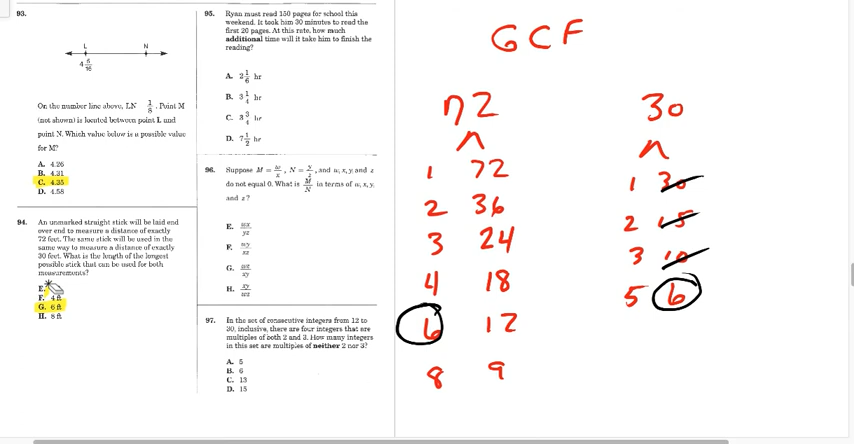 93.
L N
4 5/16
On the number line above, LN 1/8 . Point M
(not shown) is located between point L and
point N. Which value below is a possible value
for M?
A. 4.26
B. 4.31
C. 4.35
D. 4.58
94. An unmarked straight stick will be laid end
over end to measure a distance of exactly
72 feet. The same stick will be used in the
same way to measure a distance of exactly
30 feet. What is the length of the longest
possible stick that can be used for both
measurements?
E.
F. 4 ft
G. 6 ft
H. 8 ft
95. Ryan must read 150 pages for school this
weekend. It took him 30 minutes to read the
first 20 pages. At this rate, how much
additional time will it take him to finish the
reading?
A. 2 1/6 hr
B. 3 1/4 hr
C. 3 3/4 hr
D. 7 1/2 hr
96. Suppose M = w/x , N = y/z , and w, x, y, and z
do not equal 0. What is M/N in terms of w, x, y,
and z?
E. wx/yz
F. wy/xz
G. wz/xy
H. xy/wz
97. In the set of consecutive integers from 12 to
30, inclusive, there are four integers that are
multiples of both 2 and 3. How many integers
in this set are multiples of neither 2 nor 3?
A. 5
B. 6
C. 13
D. 15
GCF
72 30
1 72 1 30
2 36 2 15
3 24 3 10
4 18 5 6
6 12
8 9